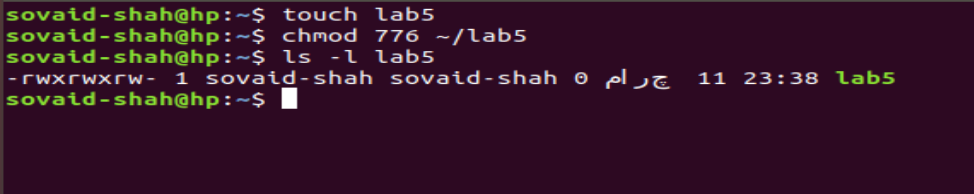 sovaid-shah@hp:~$ touch lab5
sovaid-shah@hp:~$ chmod 776 ~/lab5
sovaid-shah@hp:~$ ls -l lab5
-rwxrwxrw- 1 sovaid-shah sovaid-shah 0 مارچ  11 23:38 lab5
sovaid-shah@hp:~$